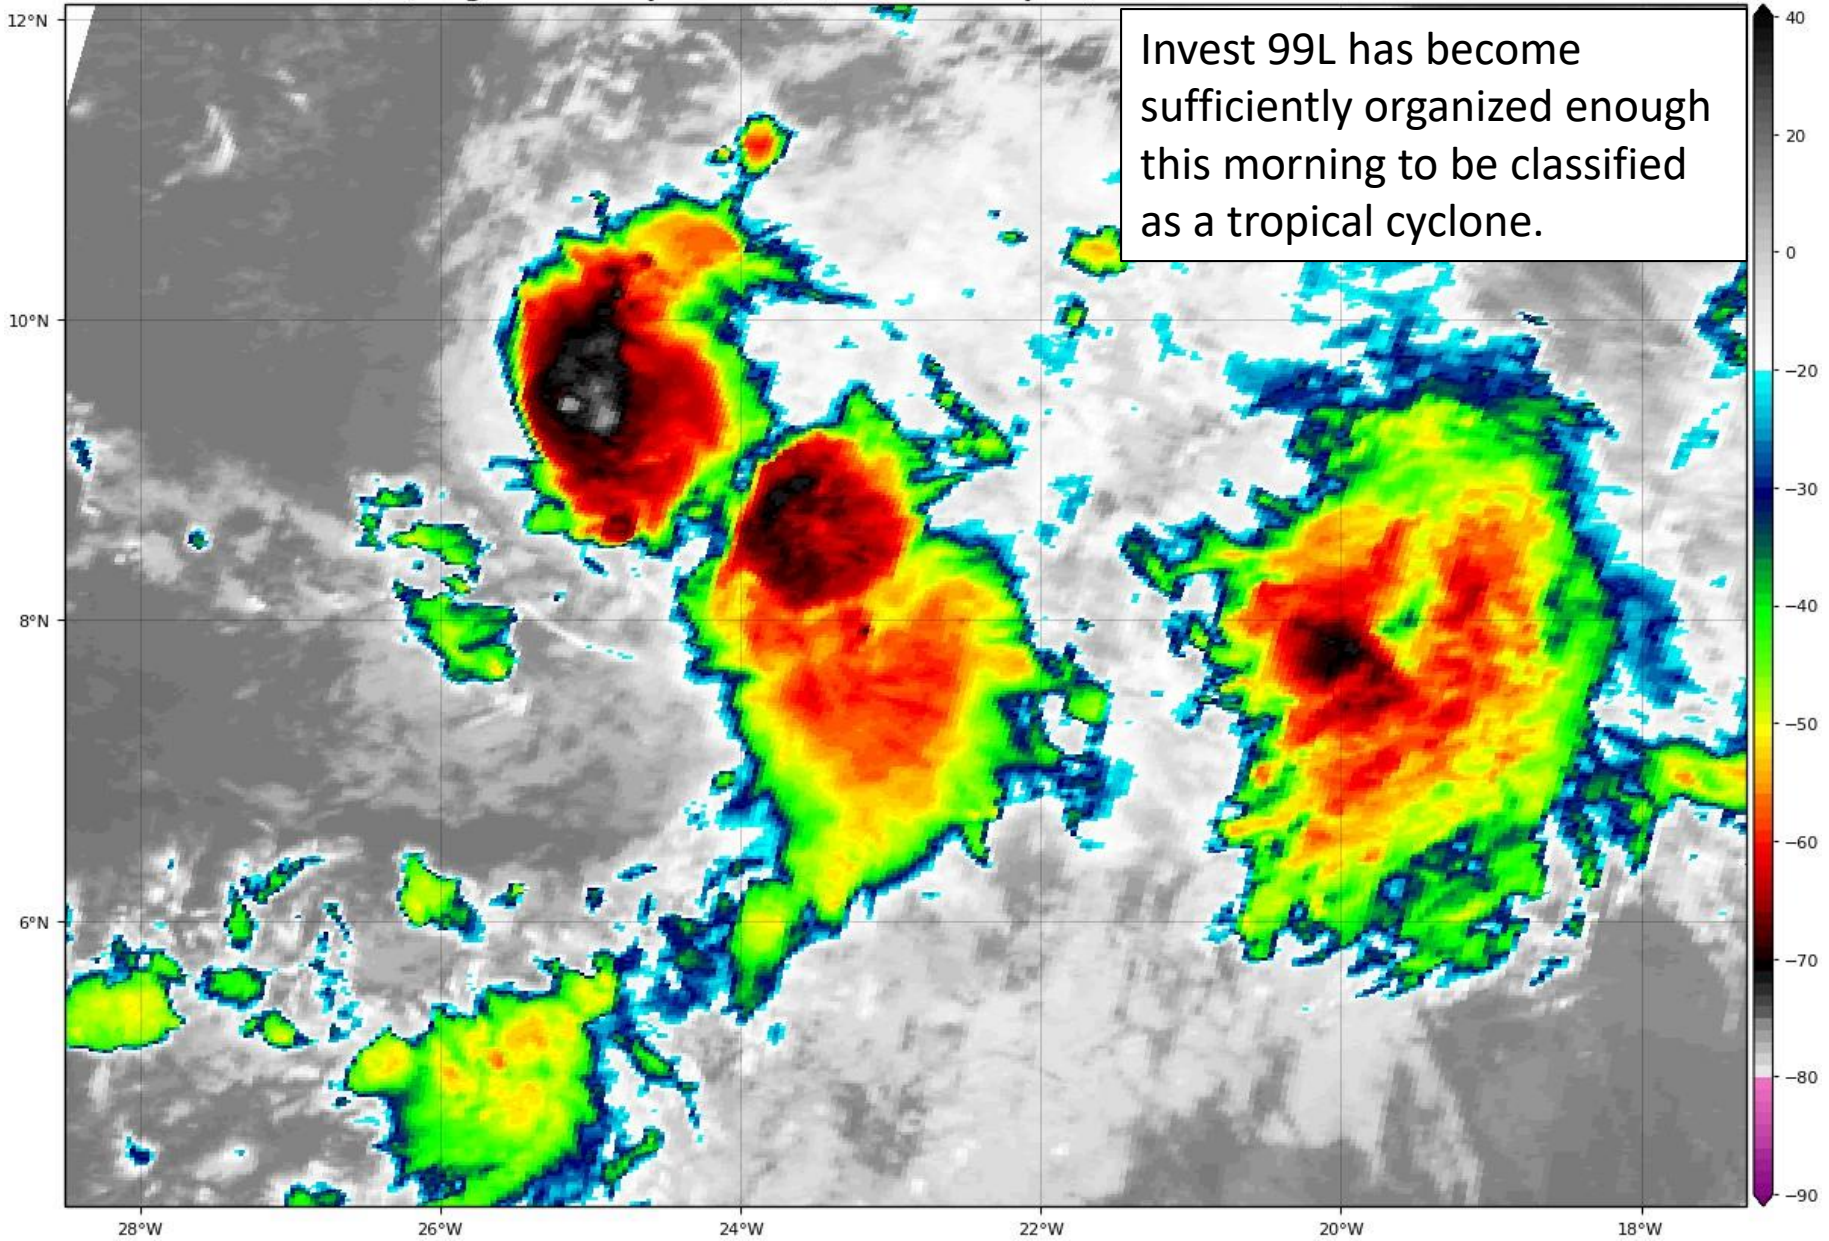 Invest 99L has become
sufficiently organized enough
this morning to be classified
as a tropical cyclone.
12°N
10°N
8°N
6°N
28°W
26°W
24°W
22°W
20°W
18°W
40
20
0
−20
−30
−40
−50
−60
−70
−80
−90